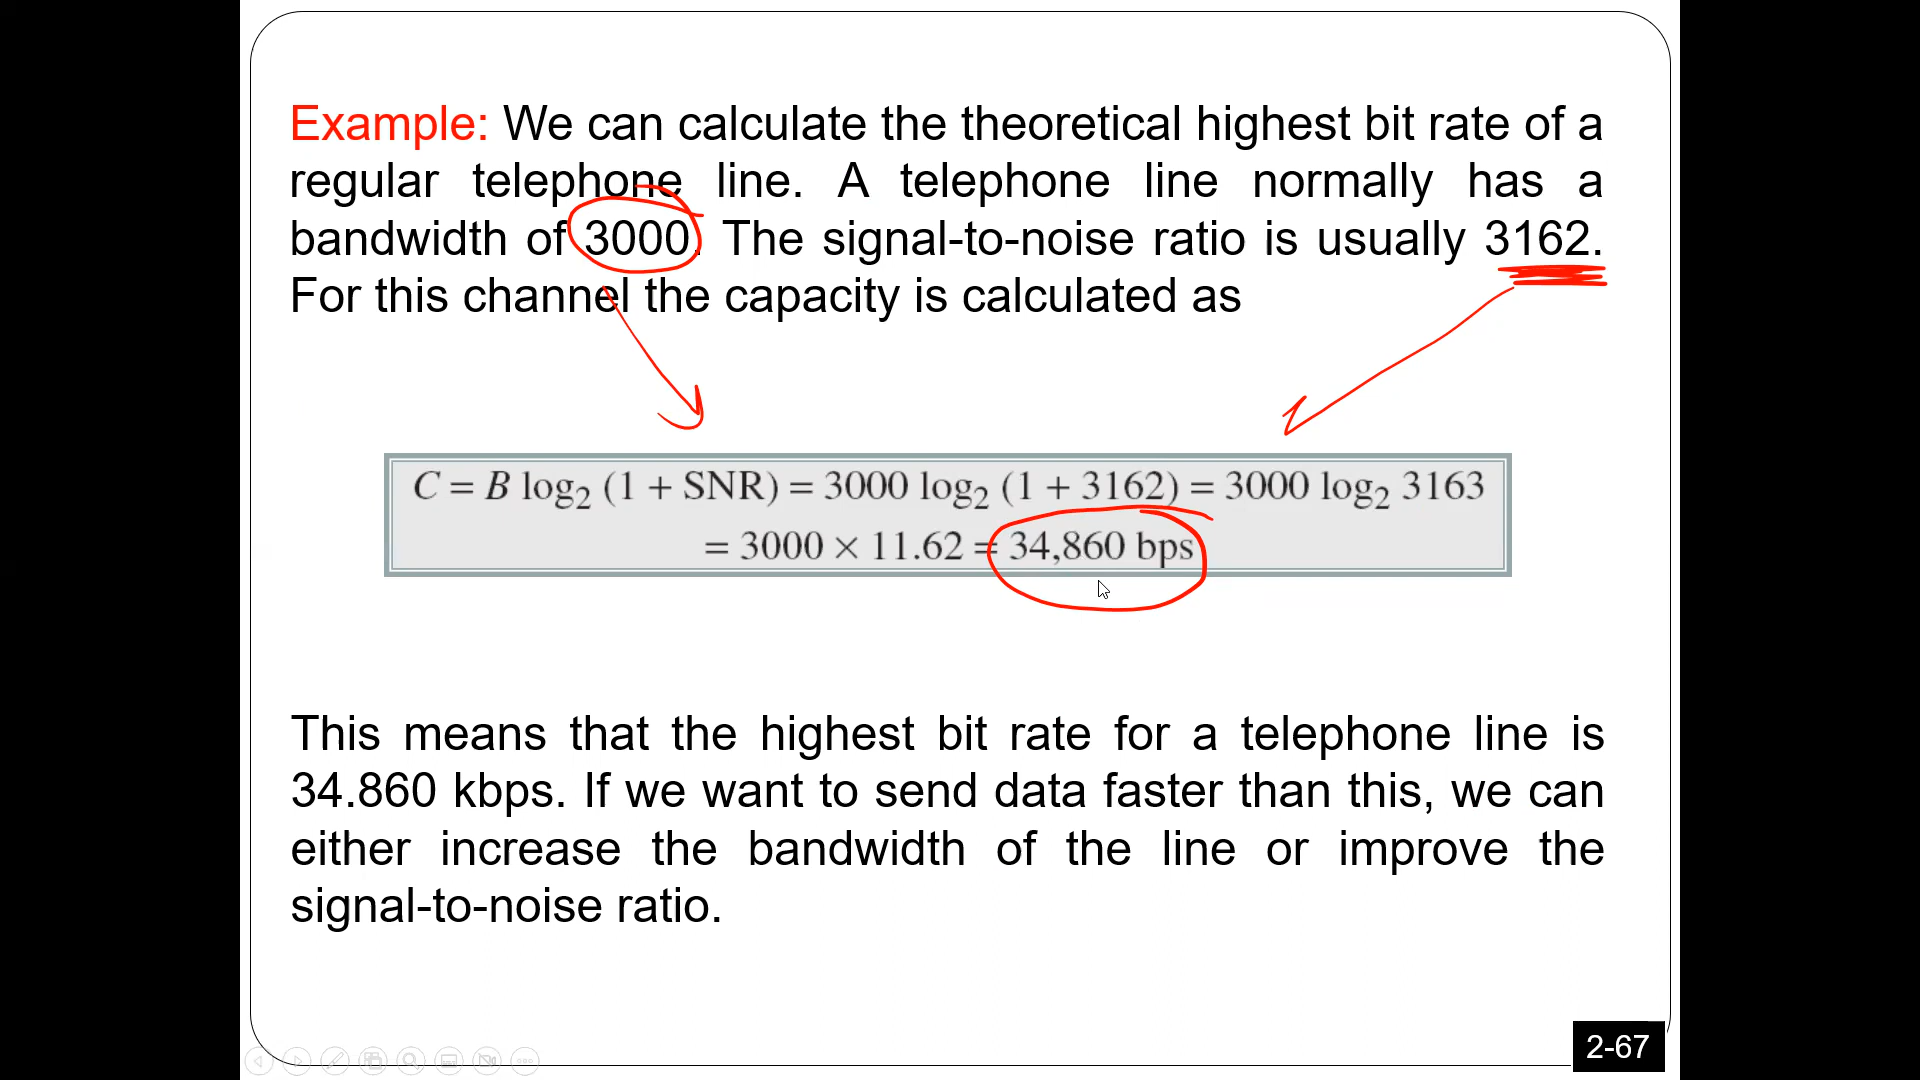 Example: We can calculate the theoretical highest bit rate of a
regular telephone line. A telephone line normally has a
bandwidth of 3000. The signal-to-noise ratio is usually 3162.
For this channel the capacity is calculated as
C = B log₂ (1 + SNR) = 3000 log₂ (1 + 3162) = 3000 log₂ 3163
= 3000 × 11.62 = 34,860 bps
This means that the highest bit rate for a telephone line is
34.860 kbps. If we want to send data faster than this, we can
either increase the bandwidth of the line or improve the
signal-to-noise ratio.
2-67